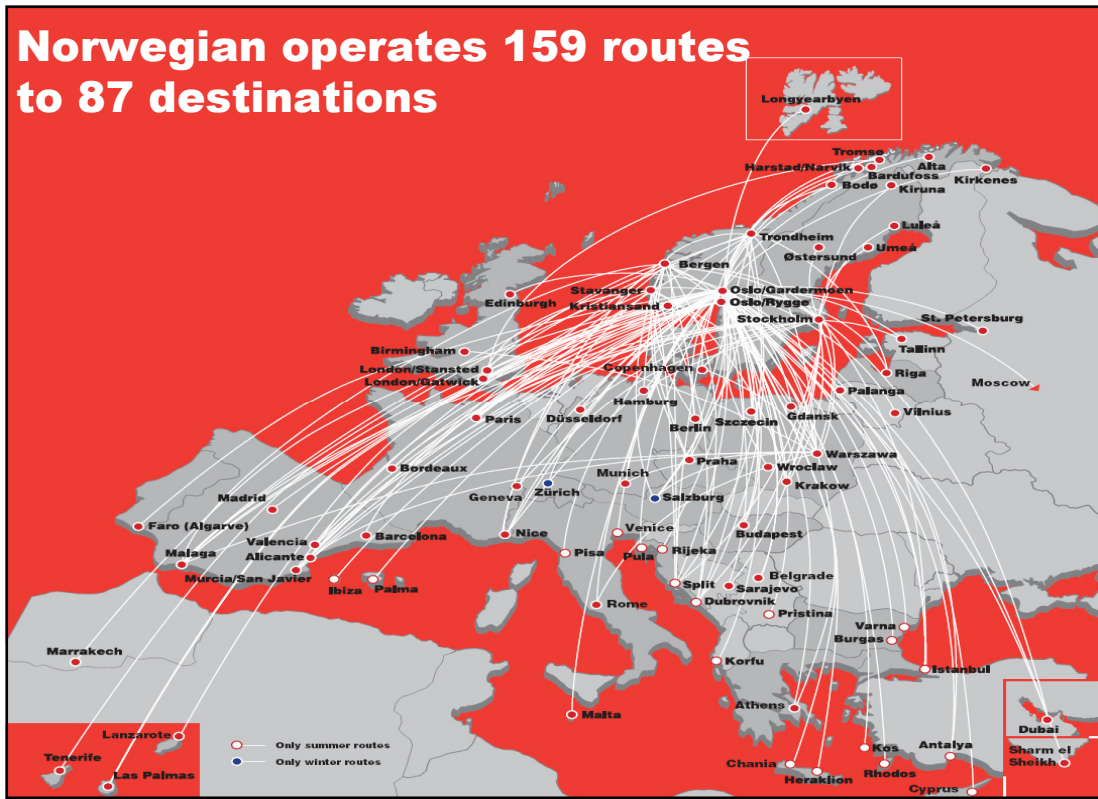 Norwegian operates 159 routes
to 87 destinations
Longyearbyen
Tromsø
Alta
Harstad/Narvik
Bardufoss
Kirkenes
Bodø
Kiruna
Luleå
Trondheim
Umeå
Østersund
Bergen
Stavanger
Oslo/Gardermoen
Edinburgh
Kristiansand
Oslo/Rygge
Stockholm
St. Petersburg
Birmingham
Tallinn
London/Stansted
Copenhagen
Riga
London/Gatwick
Moscow
Hamburg
Palanga
Paris
Düsseldorf
Berlin
Szczecin
Gdansk
Vilnius
Warszawa
Bordeaux
Praha
Wroclaw
Munich
Krakow
Geneva
Zürich
Salzburg
Madrid
Faro (Algarve)
Venice
Budapest
Valencia
Barcelona
Nice
Malaga
Alicante
Pisa
Pula
Rijeka
Murcia/San Javier
Belgrade
Ibiza
Palma
Split
Sarajevo
Rome
Dubrovnik
Pristina
Varna
Burgas
Marrakech
Korfu
Istanbul
Athens
Malta
Dubai
Lanzarote
Only summer routes
Kos
Antalya
Sharm el
Sheikh
Tenerife
Only winter routes
Chania
Rhodos
Las Palmas
Heraklion
Cyprus